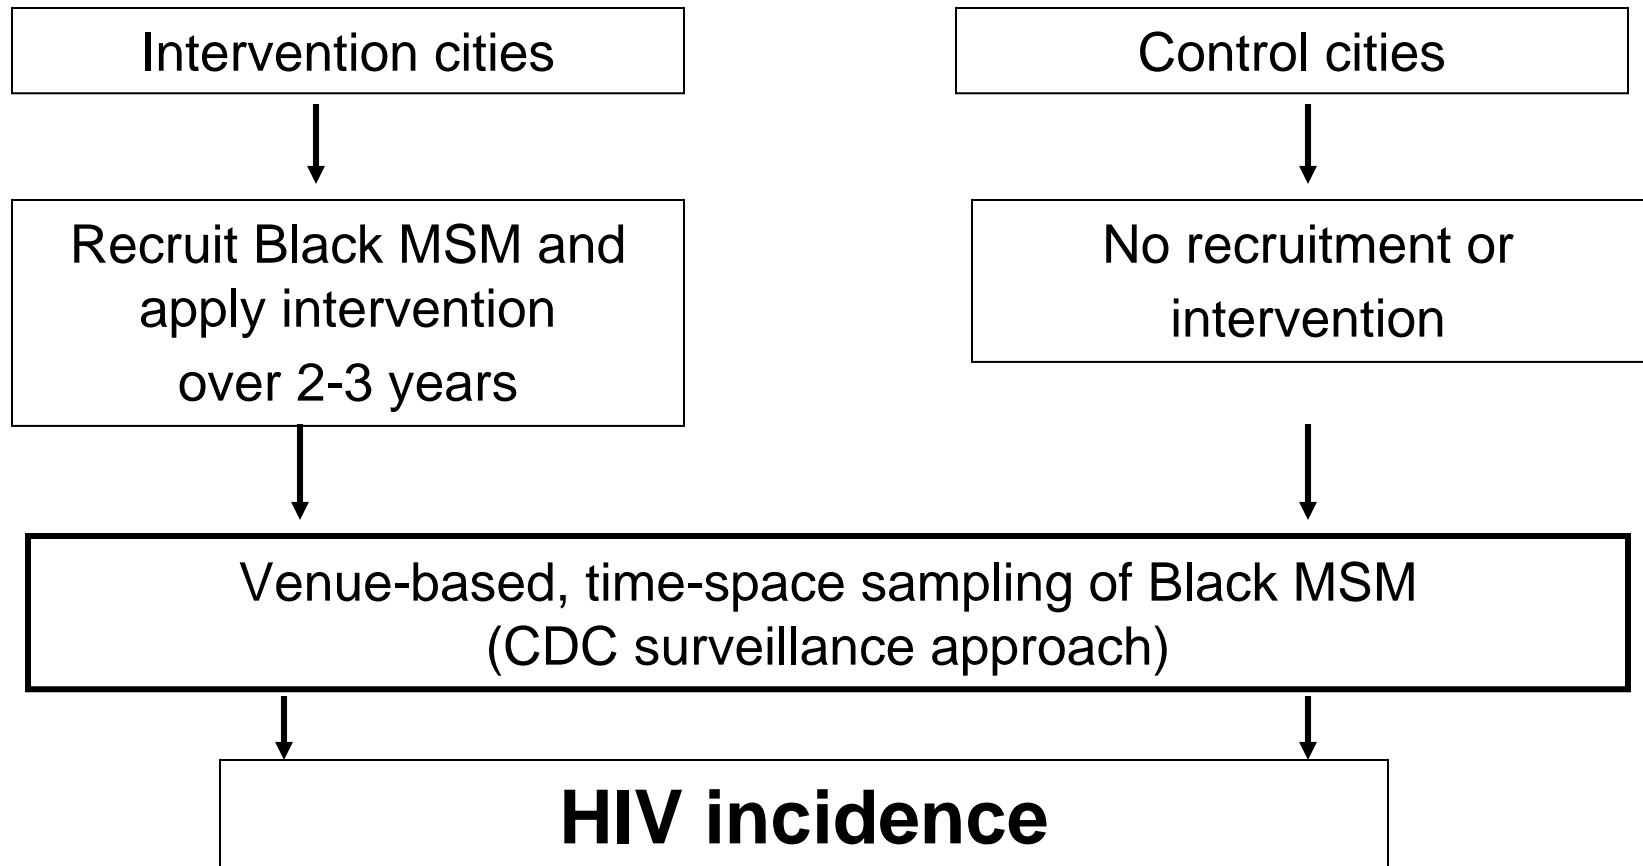 Intervention cities
Control cities
Recruit Black MSM and
apply intervention
over 2-3 years
No recruitment or
intervention
Venue-based, time-space sampling of Black MSM
(CDC surveillance approach)
HIV incidence